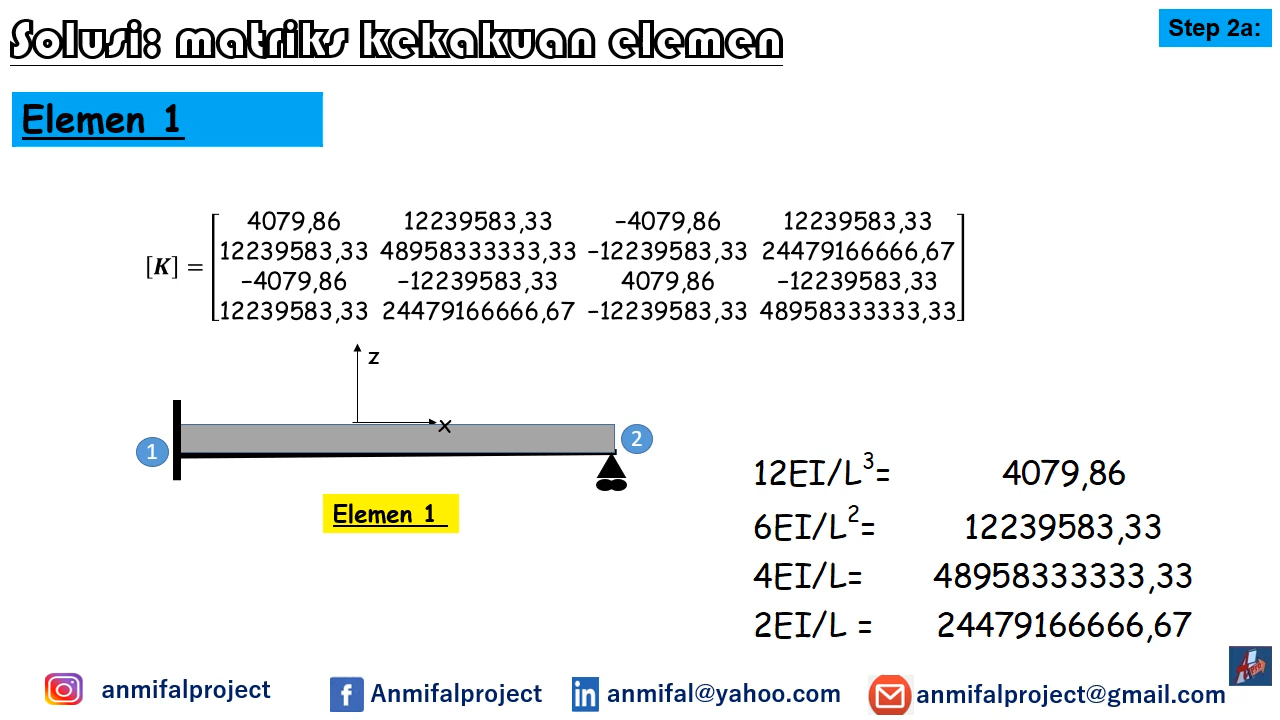 Solusi: matriks kekakuan elemen
Step 2a:
Elemen 1
[K] =
4079,86 12239583,33 −4079,86 12239583,33
12239583,33 48958333333,33 −12239583,33 24479166666,67
−4079,86 −12239583,33 4079,86 −12239583,33
12239583,33 24479166666,67 −12239583,33 48958333333,33
z
x
1
2
Elemen 1
12EI/L³= 4079,86
6EI/L²= 12239583,33
4EI/L= 48958333333,33
2EI/L = 24479166666,67
anmifalproject
Anmifalproject
anmifal@yahoo.com
anmifalproject@gmail.com